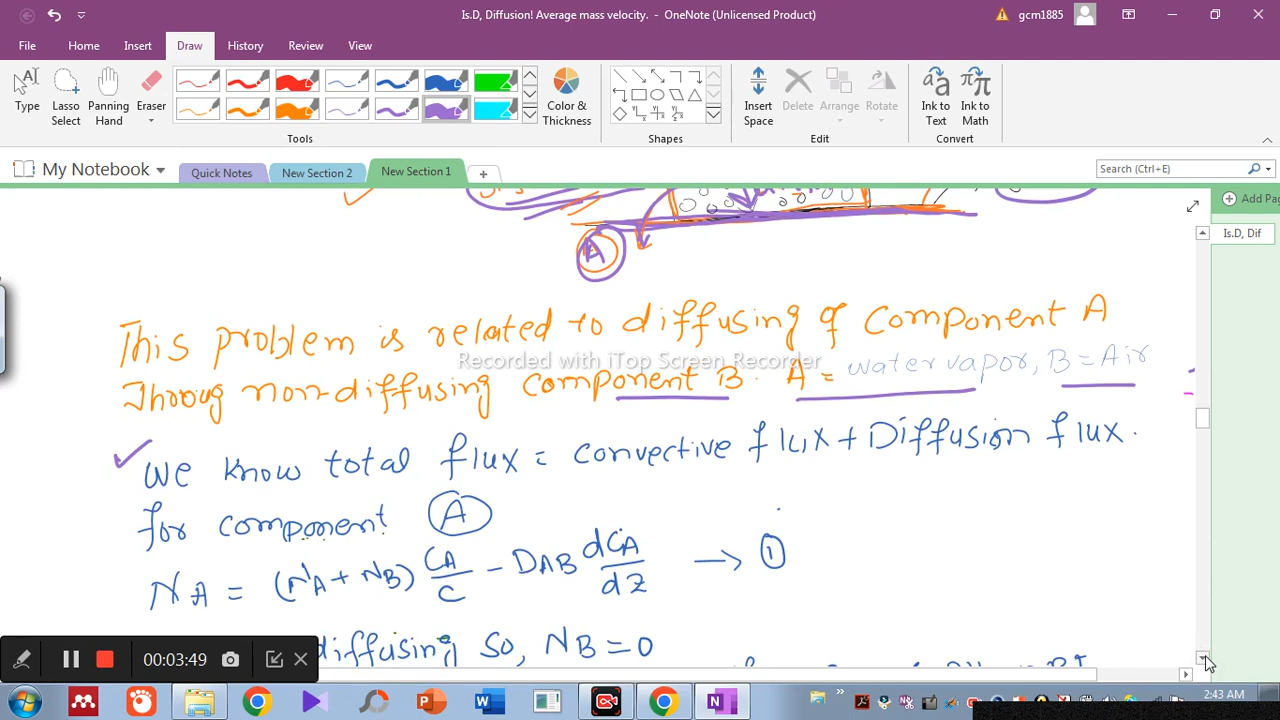 Is.D, Diffusion! Average mass velocity. - OneNote (Unlicensed Product)
gcm1885
File Home Insert Draw History Review View
Type
Lasso Select
Panning Hand
Eraser
Color & Thickness
Insert Space
Delete
Arrange
Rotate
Ink to Text
Ink to Math
Tools
Shapes
Edit
Convert
My Notebook
Quick Notes
New Section 2
New Section 1
Search (Ctrl+E)
Add Pag
Is.D, Dif
A
This problem is related to diffusing of Component A
Recorded with iTop Screen Recorder
Throug non-diffusing component B. A = water vapor, B = Air
We know total flux = convective flux + Diffusion flux.
for component A
NA = (NA + NB) CA/C - DAB dCA/dz → 1
diffusing so, NB = 0
00:03:49
2:43 AM